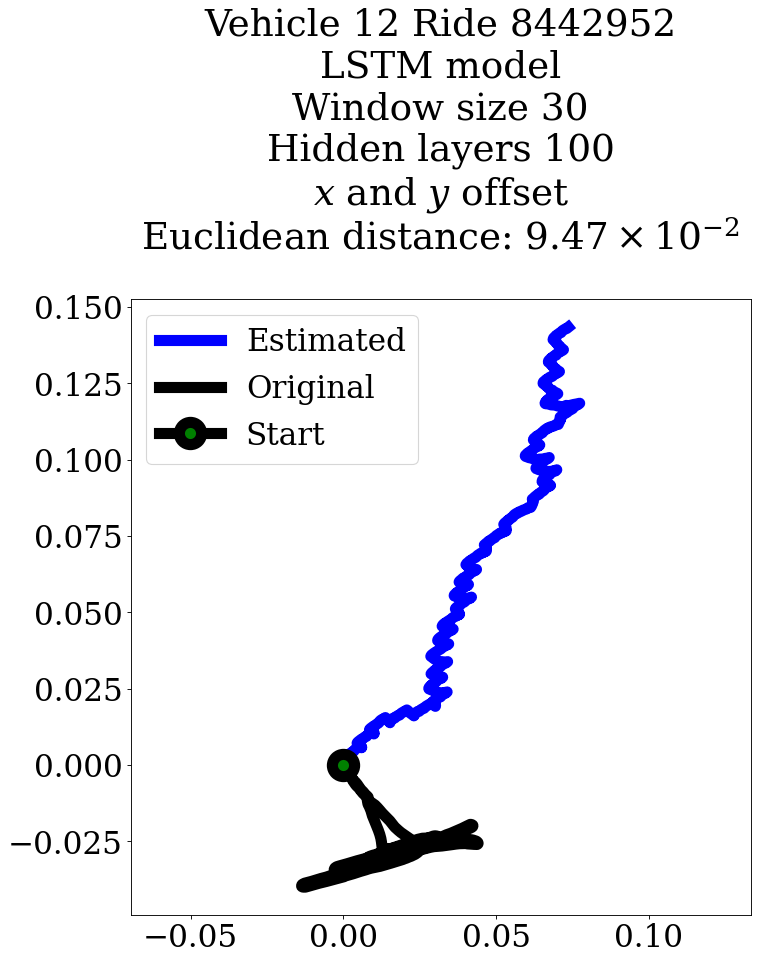 Vehicle 12 Ride 8442952
LSTM model
Window size 30
Hidden layers 100
x and y offset
Euclidean distance: 9.47 × 10⁻²
0.150
0.125
0.100
0.075
0.050
0.025
0.000
−0.025
Estimated
Original
Start
−0.05 0.00 0.05 0.10